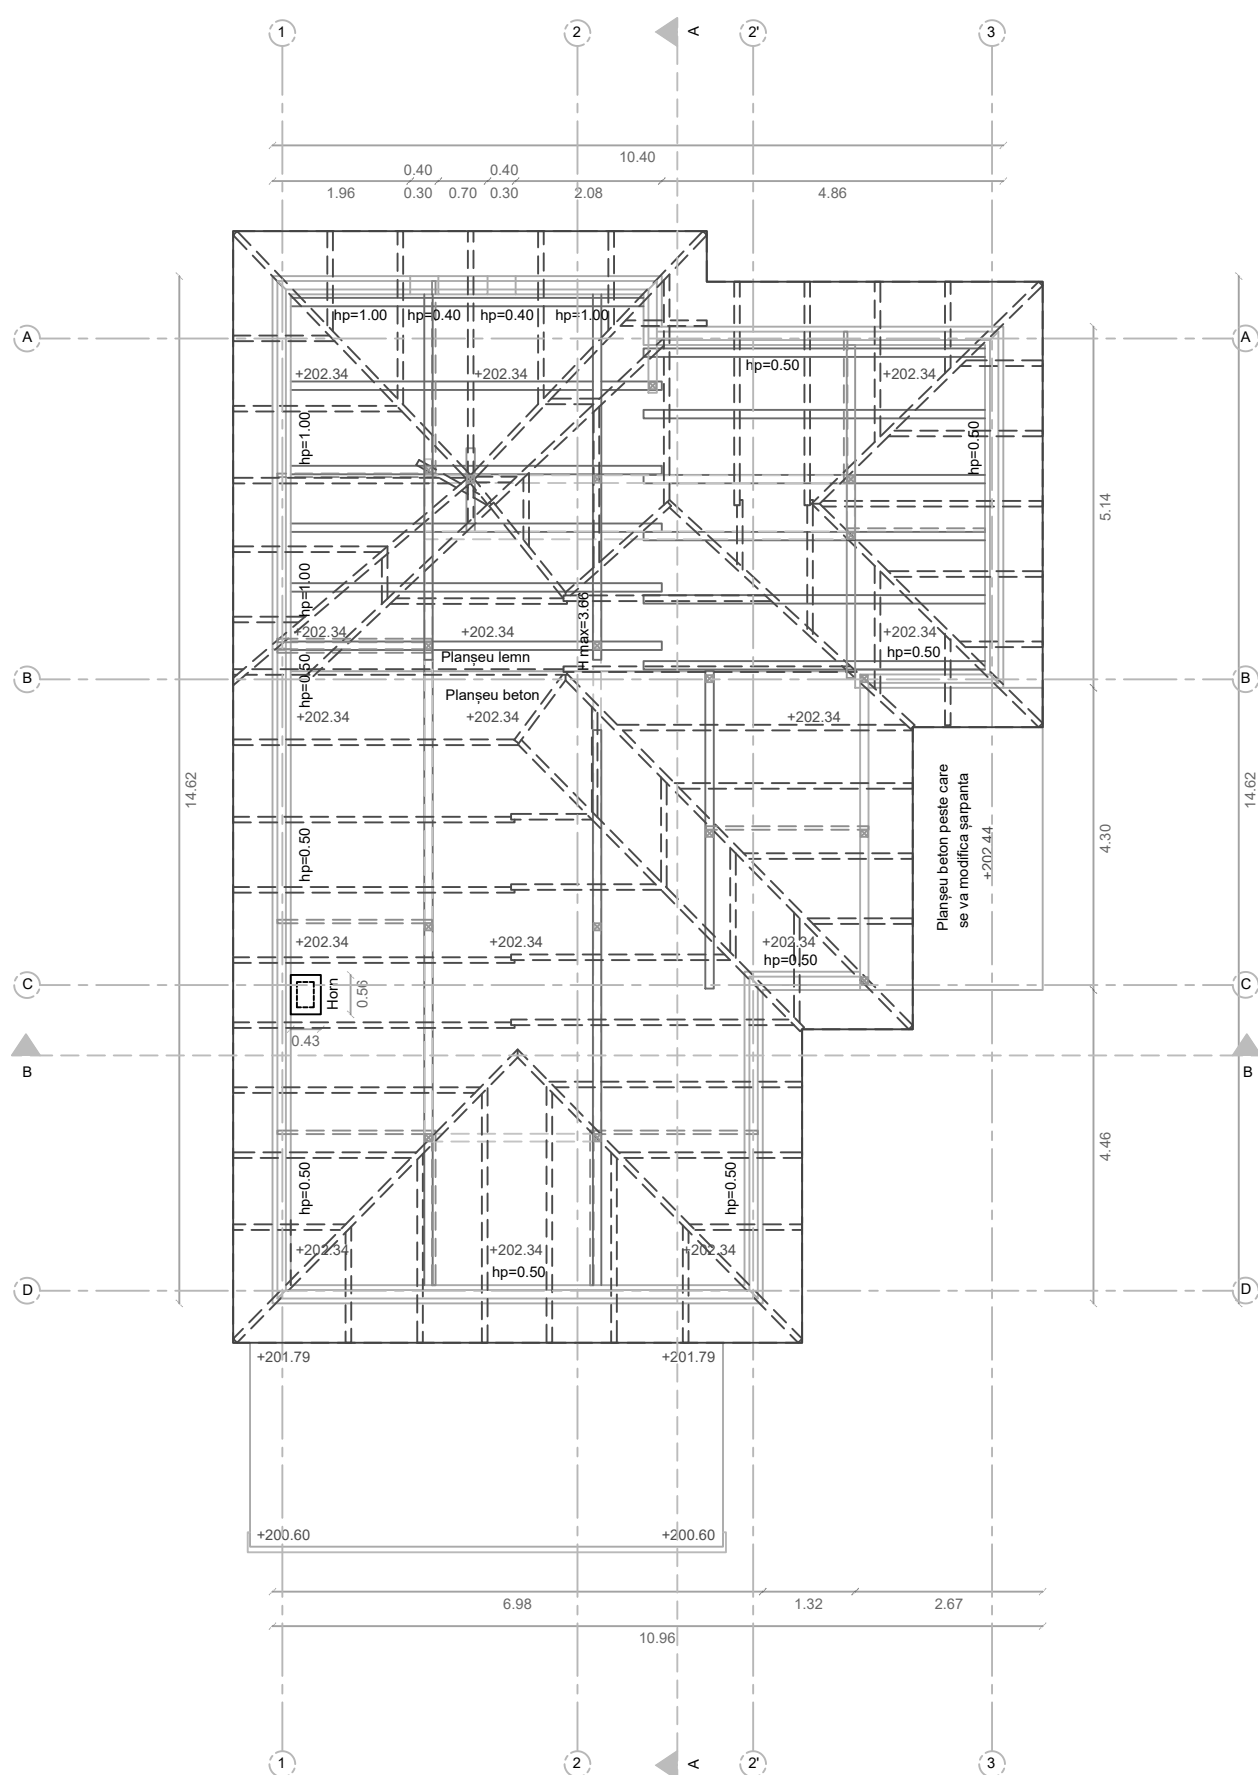 1
2
A
2'
3
10.40
0.40
0.40
1.96
0.30
0.70
0.30
2.08
4.86
hp=1.00
hp=0.40
hp=0.40
hp=1.00
A
A
hp=0.50
+202.34
+202.34
+202.34
hp=1.00
hp=0.50
5.14
hp=1.00
H max=3.66
+202.34
+202.34
+202.34
hp=0.50
Planșeu lemn
B
B
hp=0.50
Planșeu beton
+202.34
+202.34
+202.34
14.62
14.62
Planșeu beton peste care
se va modifica șarpanta
+202.44
4.30
hp=0.50
+202.34
+202.34
+202.34
hp=0.50
C
C
Horn
0.56
0.43
B
B
4.46
hp=0.50
hp=0.50
+202.34
+202.34
+202.34
hp=0.50
D
D
+201.79
+201.79
+200.60
+200.60
6.98
1.32
2.67
10.96
1
2
A
2'
3